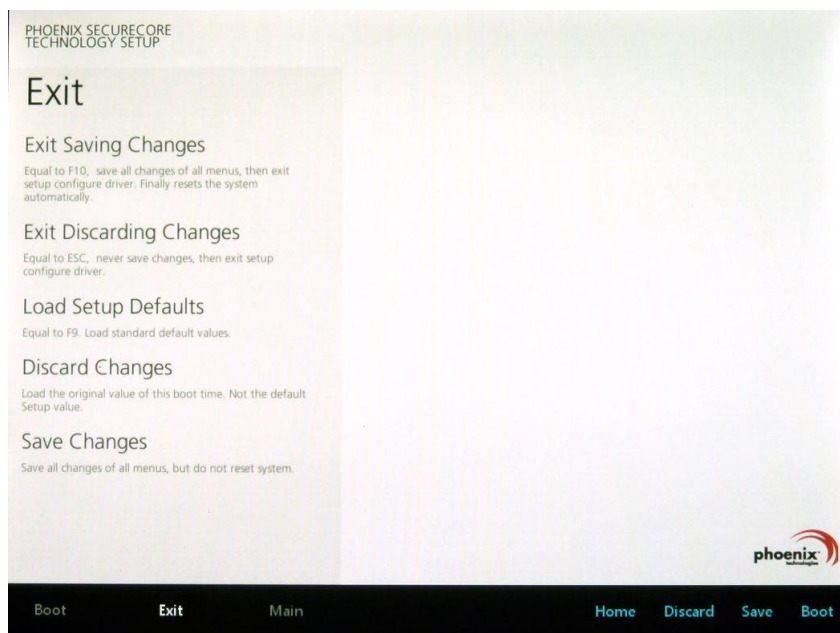 PHOENIX SECURECORE
TECHNOLOGY SETUP
Exit
Exit Saving Changes
Equal to F10, save all changes of all menus, then exit
setup configure driver. Finally resets the system
automatically.
Exit Discarding Changes
Equal to ESC, never save changes, then exit setup
configure driver.
Load Setup Defaults
Equal to F9. Load standard default values.
Discard Changes
Load the original value of this boot time. Not the default
Setup value.
Save Changes
Save all changes of all menus, but do not reset system.
phoenix
technologies
Boot Exit Main Home Discard Save Boot